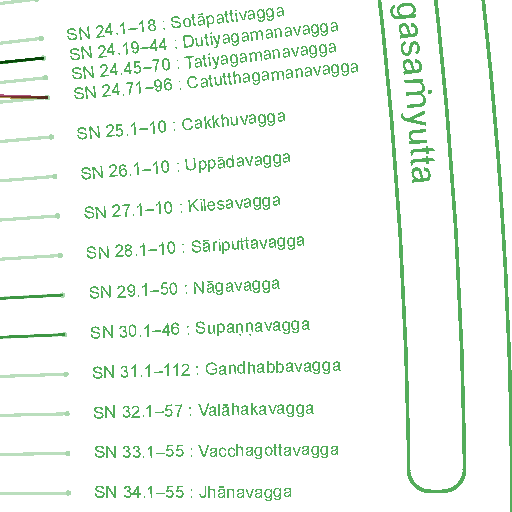 SN 24.1–18 : Sotāpattivagga
SN 24.19–44 : Dutiyagamanavagga
SN 24.45–70 : Tatiyagamanavagga
SN 24.71–96 : Catutthagamanavagga
SN 25.1–10 : Cakkhuvagga
SN 26.1–10 : Uppādavagga
SN 27.1–10 : Kilesavagga
SN 28.1–10 : Sāriputtavagga
SN 29.1–50 : Nāgavagga
SN 30.1–46 : Supaṇṇavagga
SN 31.1–112 : Gandhabbavagga
SN 32.1–57 : Valāhakavagga
SN 33.1–55 : Vacchagottavagga
SN 34.1–55 : Jhānavagga
gasaṁyutta